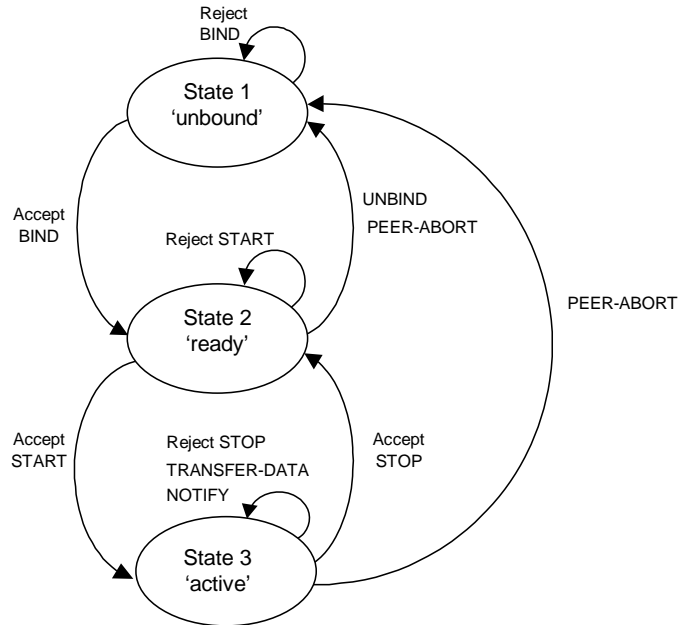 Reject
BIND
State 1
‘unbound’
UNBIND
PEER-ABORT
Accept
BIND
Reject START
PEER-ABORT
State 2
‘ready’
Accept
START
Reject STOP
TRANSFER-DATA
NOTIFY
Accept
STOP
State 3
‘active’